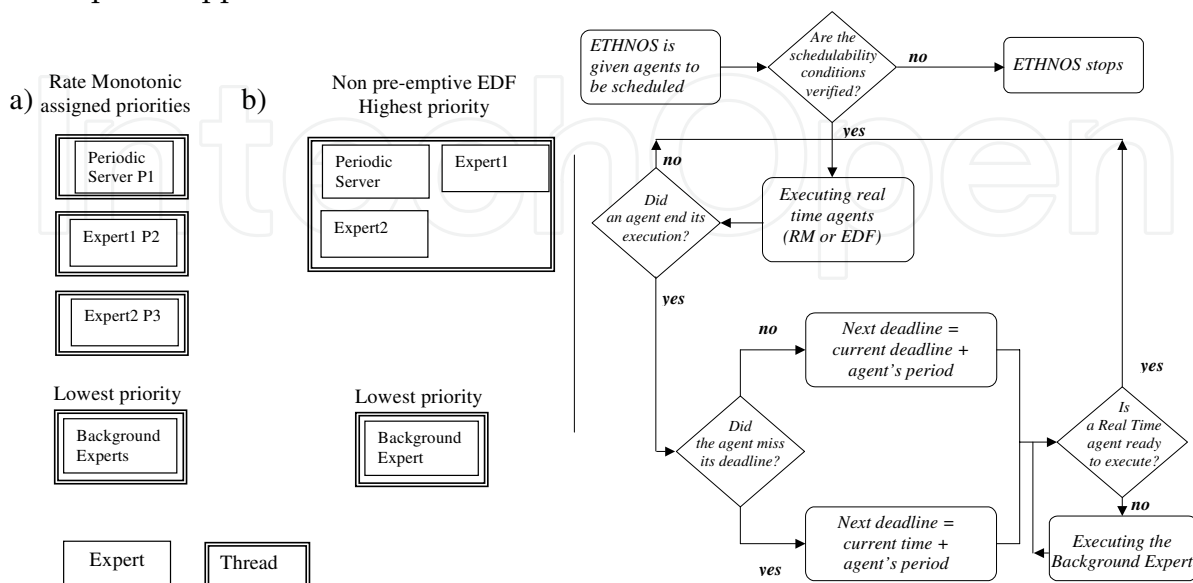 a)
Rate Monotonic
assigned priorities
Periodic
Server P1
Expert1 P2
Expert2 P3
Lowest priority
Background
Experts
Expert
Thread
b)
Non pre-emptive EDF
Highest priority
Periodic
Server
Expert1
Expert2
Lowest priority
Background
Expert
ETHNOS is
given agents to
be scheduled
Are the
schedulability
conditions
verified?
no
ETHNOS stops
yes
Executing real
time agents
(RM or EDF)
no
Did
an agent end its
execution?
yes
Did
the agent miss
its deadline?
no
Next deadline =
current deadline +
agent's period
yes
Next deadline =
current time +
agent's period
yes
Is
a Real Time
agent ready
to execute?
no
Executing the
Background Expert
IntechOpen